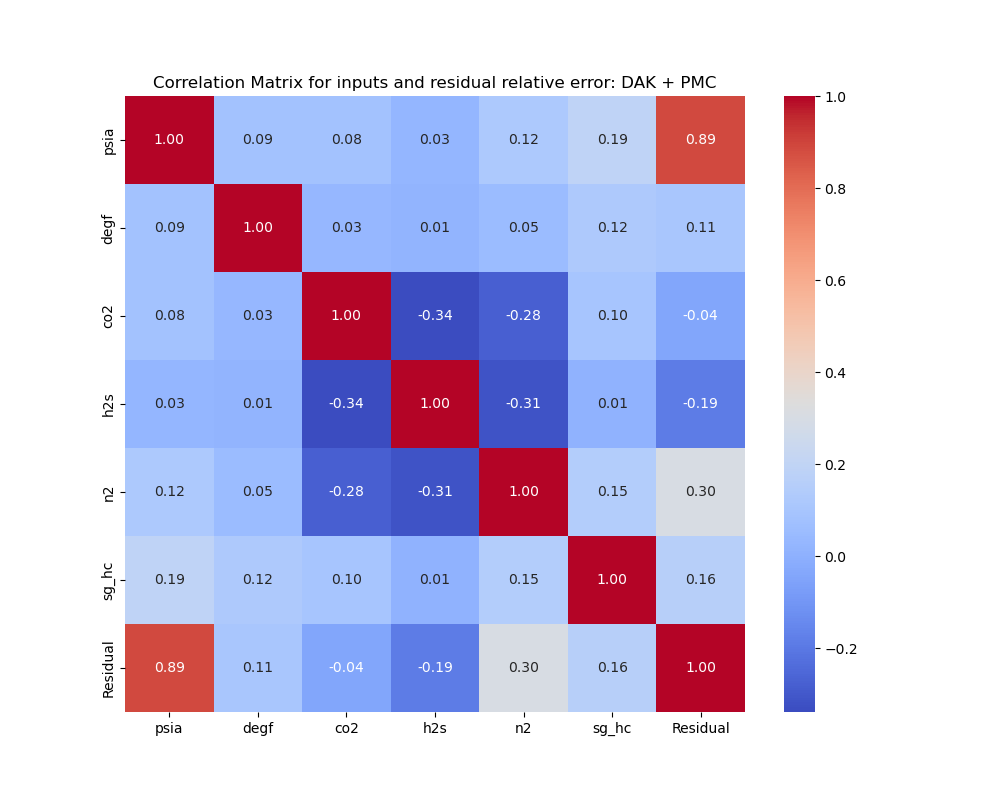 Correlation Matrix for inputs and residual relative error: DAK + PMC
psia 1.00 0.09 0.08 0.03 0.12 0.19 0.89
degf 0.09 1.00 0.03 0.01 0.05 0.12 0.11
co2 0.08 0.03 1.00 -0.34 -0.28 0.10 -0.04
h2s 0.03 0.01 -0.34 1.00 -0.31 0.01 -0.19
n2 0.12 0.05 -0.28 -0.31 1.00 0.15 0.30
sg_hc 0.19 0.12 0.10 0.01 0.15 1.00 0.16
Residual 0.89 0.11 -0.04 -0.19 0.30 0.16 1.00
psia degf co2 h2s n2 sg_hc Residual
1.0
0.8
0.6
0.4
0.2
0.0
−0.2